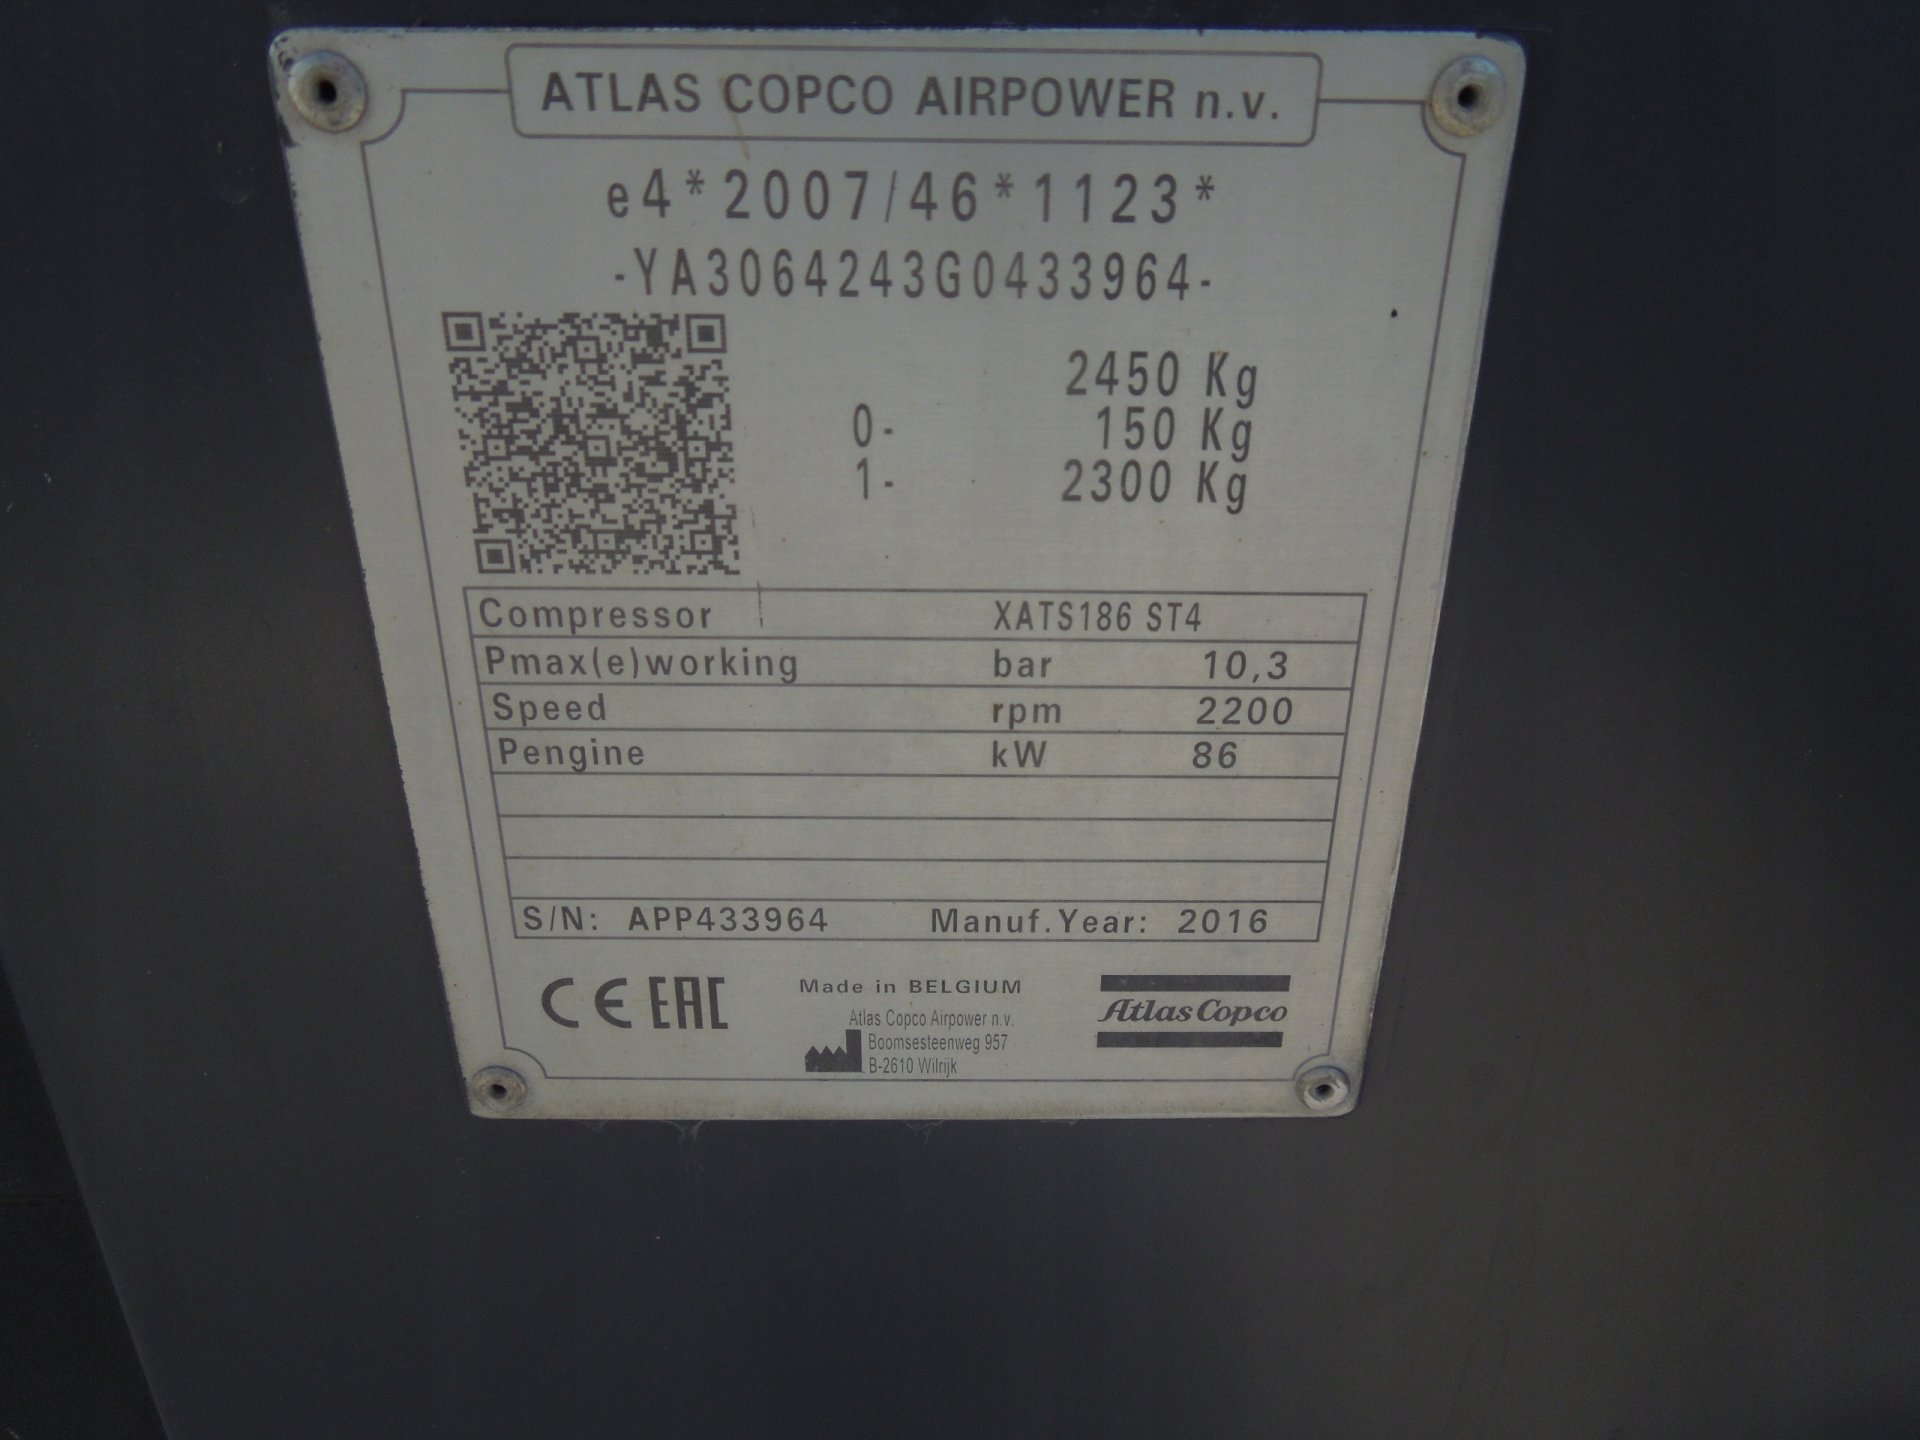 ATLAS COPCO AIRPOWER n.v.
e4*2007/46*1123*
-YA3064243G0433964-
2450 Kg
0- 150 Kg
1- 2300 Kg
Compressor XATS186 ST4
Pmax(e)working bar 10,3
Speed rpm 2200
Pengine kW 86
S/N: APP433964 Manuf.Year: 2016
CE EAC
Made in BELGIUM
Atlas Copco Airpower n.v.
Boomsesteenweg 957
B-2610 Wilrijk
Atlas Copco